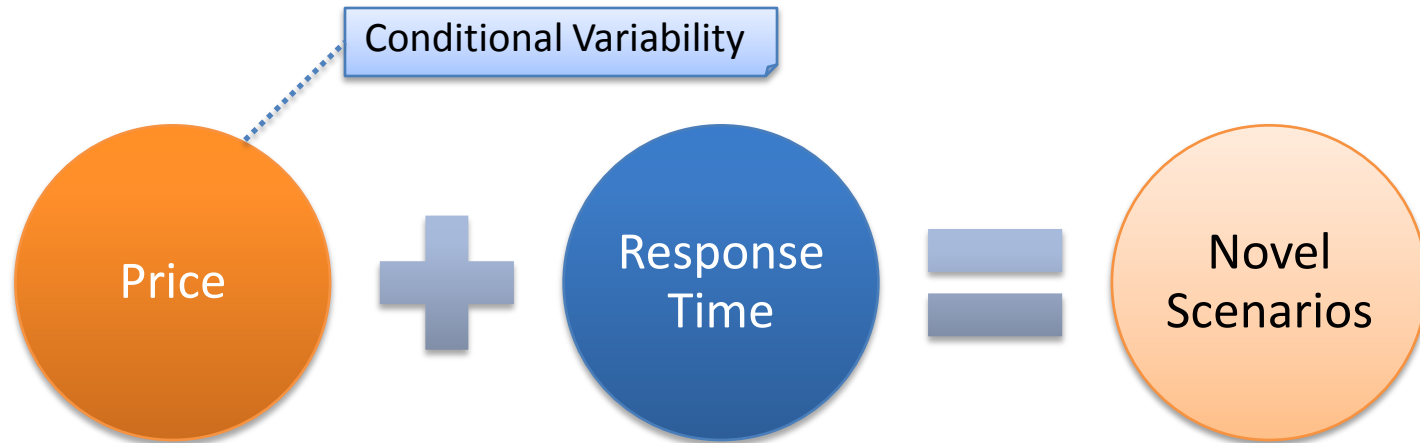 Conditional Variability
Price
Response
Time
Novel
Scenarios